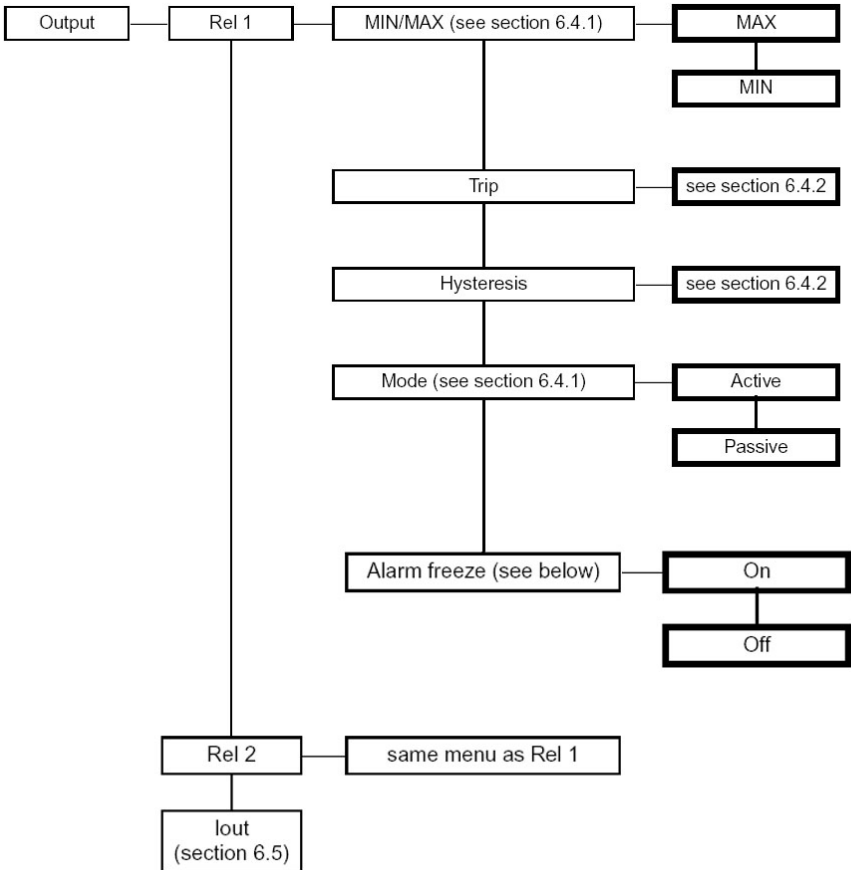 Output
Rel 1
MIN/MAX (see section 6.4.1)
MAX
MIN
Trip
see section 6.4.2
Hysteresis
see section 6.4.2
Mode (see section 6.4.1)
Active
Passive
Alarm freeze (see below)
On
Off
Rel 2
same menu as Rel 1
Iout
(section 6.5)